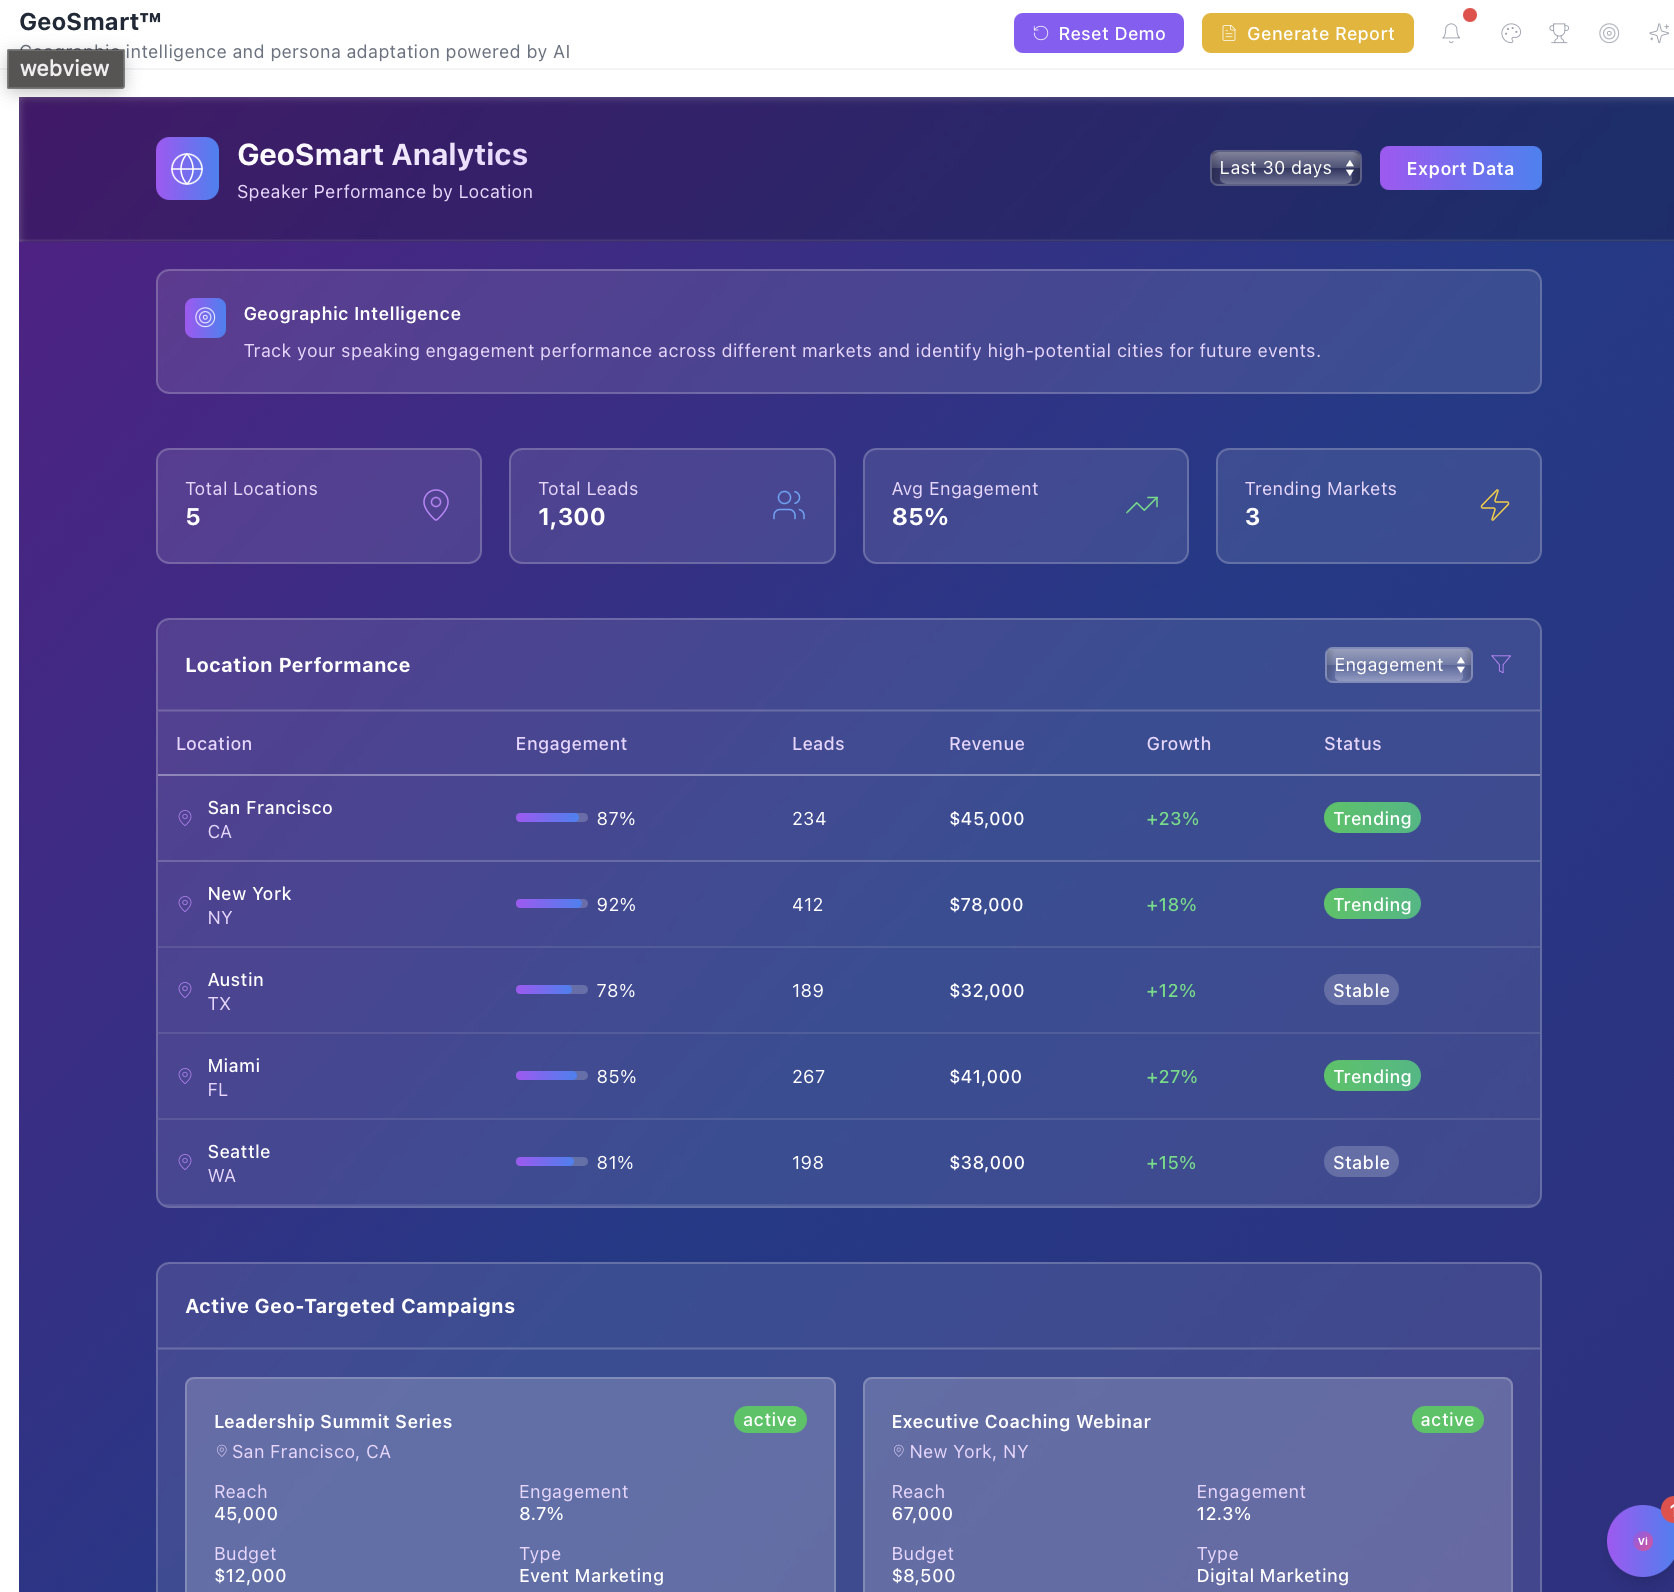 GeoSmart™
Geographic intelligence and persona adaptation powered by AI
webview
Reset Demo
Generate Report
GeoSmart Analytics
Speaker Performance by Location
Last 30 days
Export Data
Geographic Intelligence
Track your speaking engagement performance across different markets and identify high-potential cities for future events.
Total Locations
5
Total Leads
1,300
Avg Engagement
85%
Trending Markets
3
Location Performance
Engagement
Location Engagement Leads Revenue Growth Status
San Francisco
CA
87% 234 $45,000 +23% Trending
New York
NY
92% 412 $78,000 +18% Trending
Austin
TX
78% 189 $32,000 +12% Stable
Miami
FL
85% 267 $41,000 +27% Trending
Seattle
WA
81% 198 $38,000 +15% Stable
Active Geo-Targeted Campaigns
Leadership Summit Series
active
San Francisco, CA
Reach
45,000
Engagement
8.7%
Budget
$12,000
Type
Event Marketing
Executive Coaching Webinar
active
New York, NY
Reach
67,000
Engagement
12.3%
Budget
$8,500
Type
Digital Marketing
vi